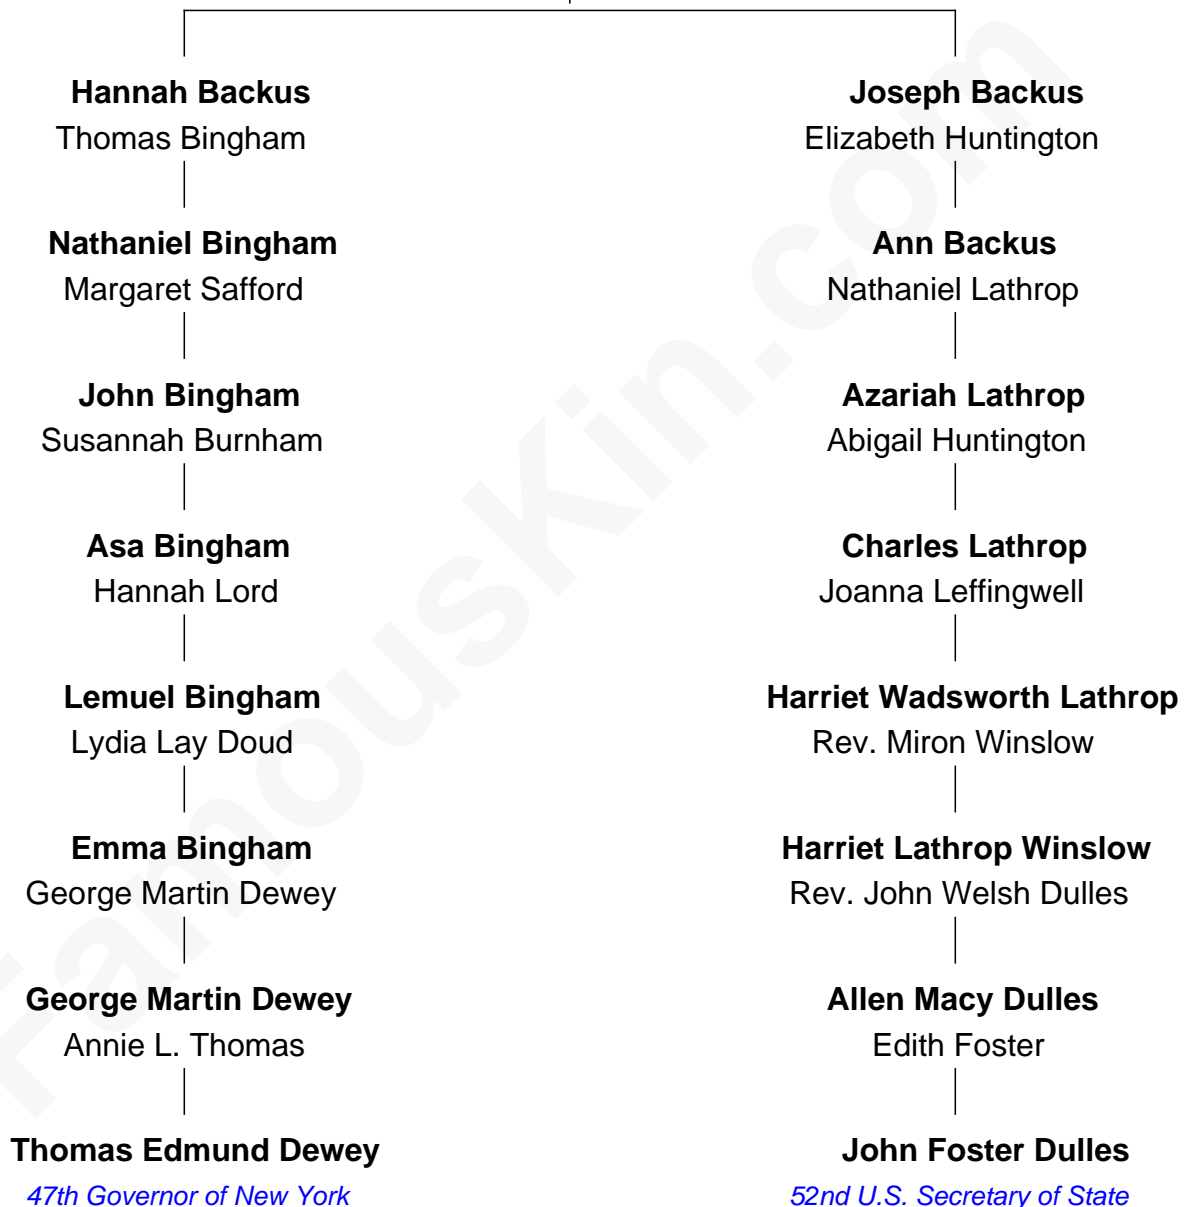 Hannah Backus
Thomas Bingham
Nathaniel Bingham
Margaret Safford
John Bingham
Susannah Burnham
Asa Bingham
Hannah Lord
Lemuel Bingham
Lydia Lay Doud
Emma Bingham
George Martin Dewey
George Martin Dewey
Annie L. Thomas
Thomas Edmund Dewey
47th Governor of New York
Joseph Backus
Elizabeth Huntington
Ann Backus
Nathaniel Lathrop
Azariah Lathrop
Abigail Huntington
Charles Lathrop
Joanna Leffingwell
Harriet Wadsworth Lathrop
Rev. Miron Winslow
Harriet Lathrop Winslow
Rev. John Welsh Dulles
Allen Macy Dulles
Edith Foster
John Foster Dulles
52nd U.S. Secretary of State
FamousKin.com